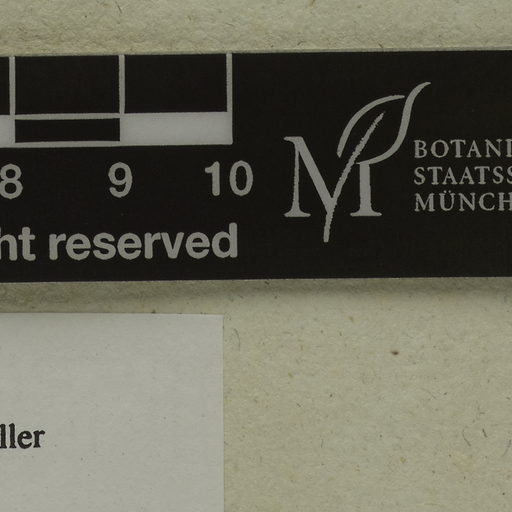 8 9 10
ht reserved
M
BOTANI
STAATSS
MÜNCH
ller